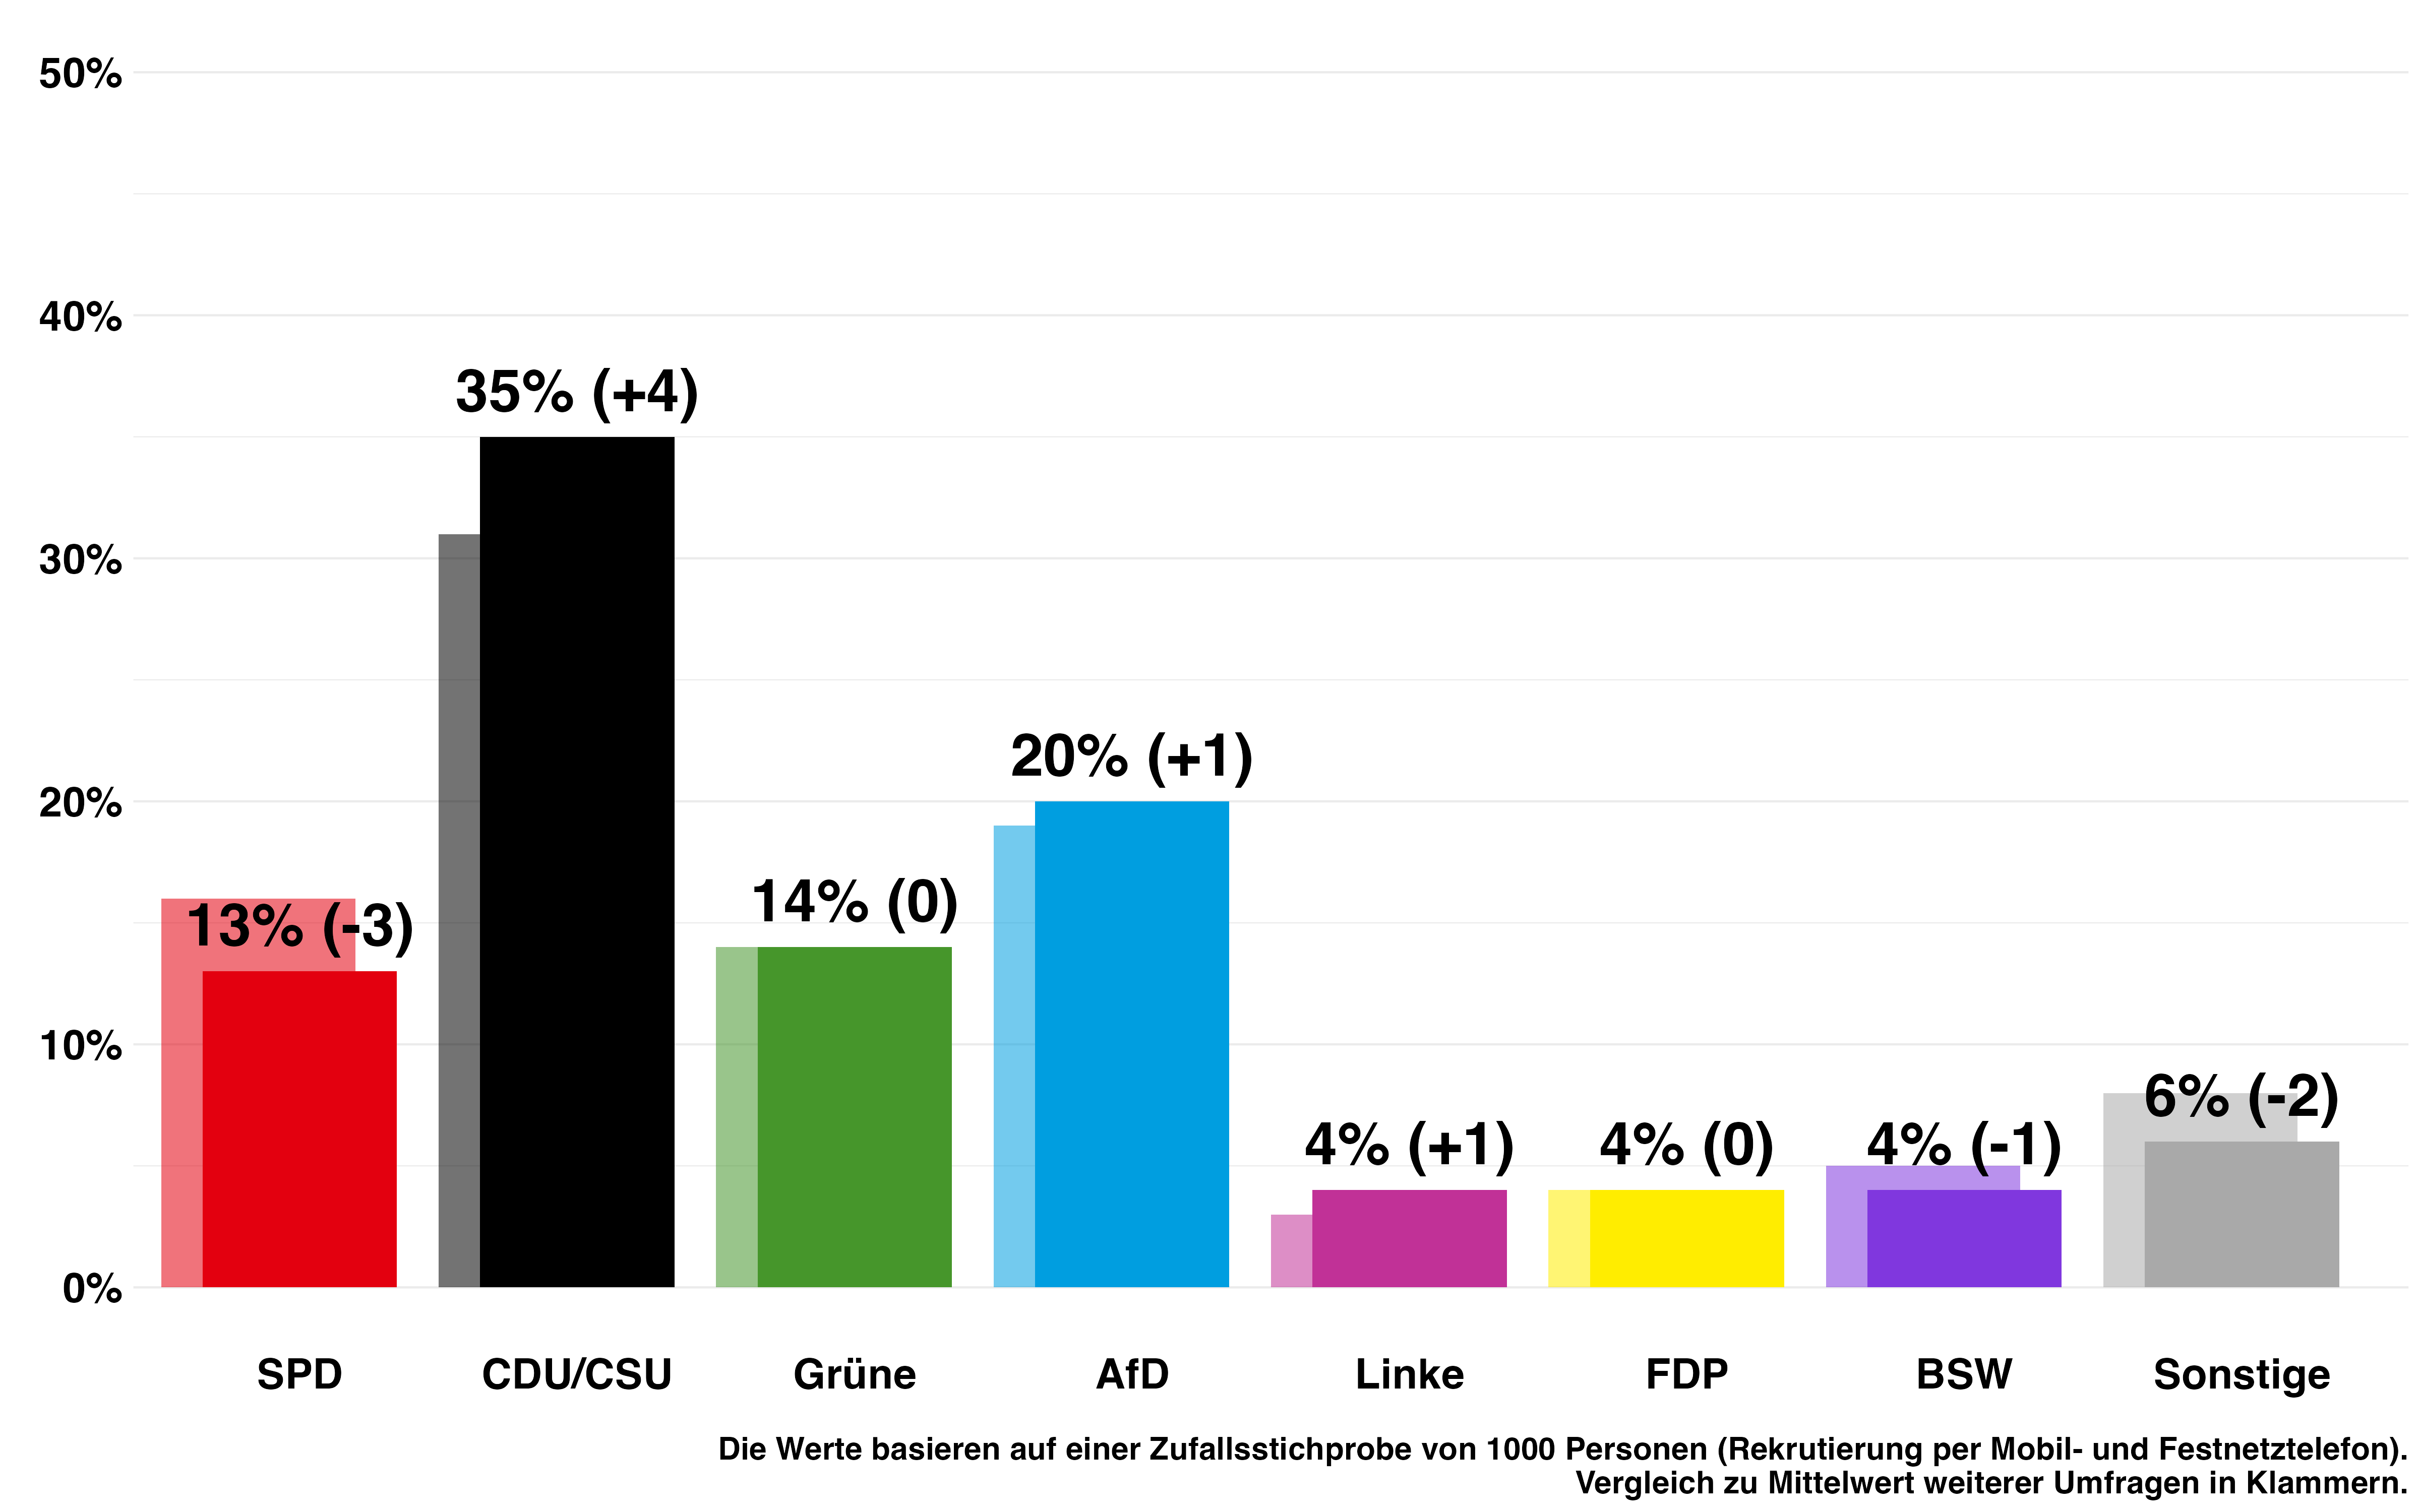 50%
40%
30%
20%
10%
0%
13% (-3)
35% (+4)
14% (0)
20% (+1)
4% (+1)
4% (0)
4% (-1)
6% (-2)
SPD
CDU/CSU
Grüne
AfD
Linke
FDP
BSW
Sonstige
Die Werte basieren auf einer Zufallsstichprobe von 1000 Personen (Rekrutierung per Mobil- und Festnetztelefon).
Vergleich zu Mittelwert weiterer Umfragen in Klammern.